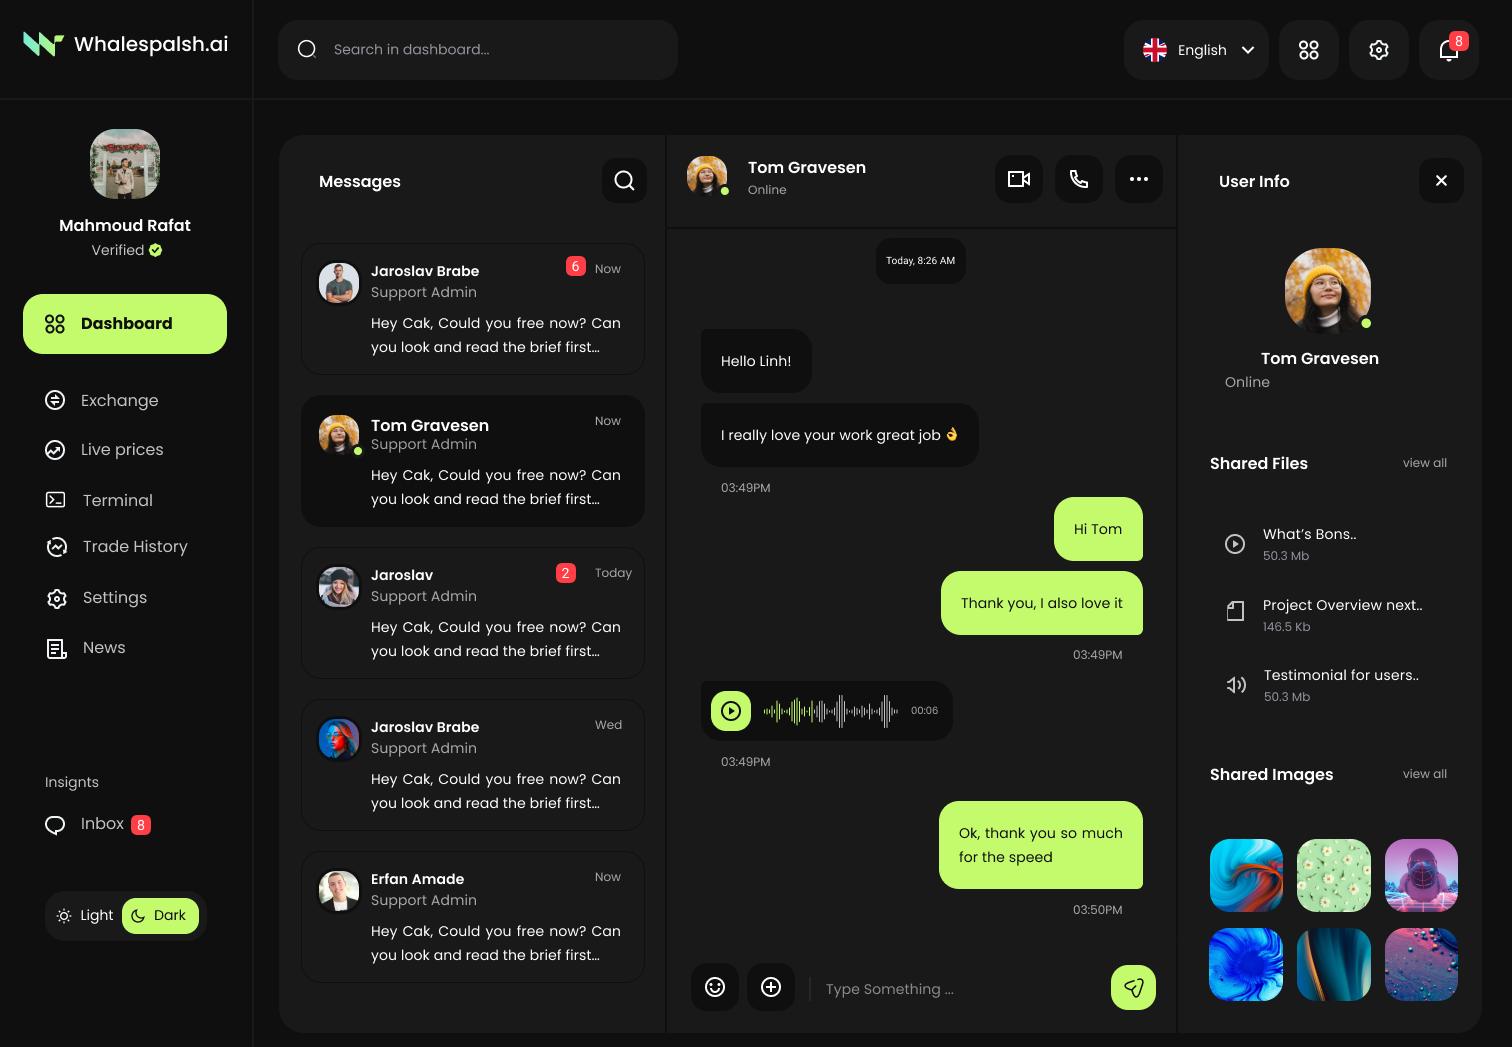 Whalespalsh.ai
Search in dashboard...
English
8
Mahmoud Rafat
Verified
Dashboard
Exchange
Live prices
Terminal
Trade History
Settings
News
Insignts
Inbox 8
Light
Dark
Messages
Jaroslav Brabe
6
Now
Support Admin
Hey Cak, Could you free now? Can
you look and read the brief first...
Tom Gravesen
Now
Support Admin
Hey Cak, Could you free now? Can
you look and read the brief first...
Jaroslav
2
Today
Support Admin
Hey Cak, Could you free now? Can
you look and read the brief first...
Jaroslav Brabe
Wed
Support Admin
Hey Cak, Could you free now? Can
you look and read the brief first...
Erfan Amade
Now
Support Admin
Hey Cak, Could you free now? Can
you look and read the brief first...
Tom Gravesen
Online
Today, 8:26 AM
Hello Linh!
I really love your work great job 👌
03:49PM
Hi Tom
Thank you, I also love it
03:49PM
00:06
03:49PM
Ok, thank you so much
for the speed
03:50PM
Type Something ...
User Info
Tom Gravesen
Online
Shared Files
view all
What's Bons..
50.3 Mb
Project Overview next..
146.5 Kb
Testimonial for users..
50.3 Mb
Shared Images
view all